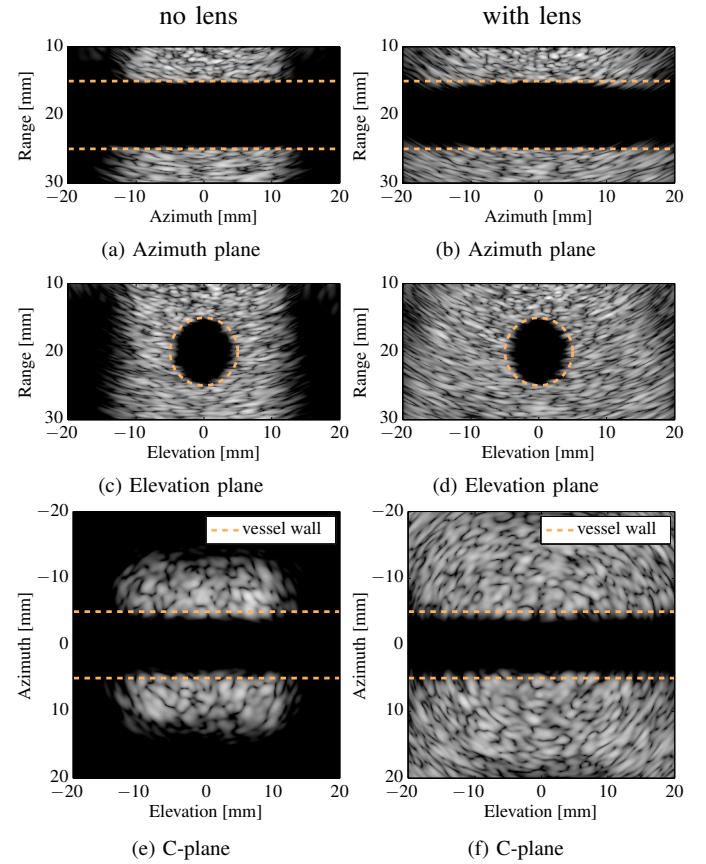 no lens
with lens
10
20
30
Range [mm]
−20 −10 0 10 20
Azimuth [mm]
(a) Azimuth plane
10
20
30
Range [mm]
−20 −10 0 10 20
Azimuth [mm]
(b) Azimuth plane
10
20
30
Range [mm]
−20 −10 0 10 20
Elevation [mm]
(c) Elevation plane
10
20
30
Range [mm]
−20 −10 0 10 20
Elevation [mm]
(d) Elevation plane
−20
−10
0
10
20
Azimuth [mm]
vessel wall
−20 −10 0 10 20
Elevation [mm]
(e) C-plane
−20
−10
0
10
20
Azimuth [mm]
vessel wall
−20 −10 0 10 20
Elevation [mm]
(f) C-plane